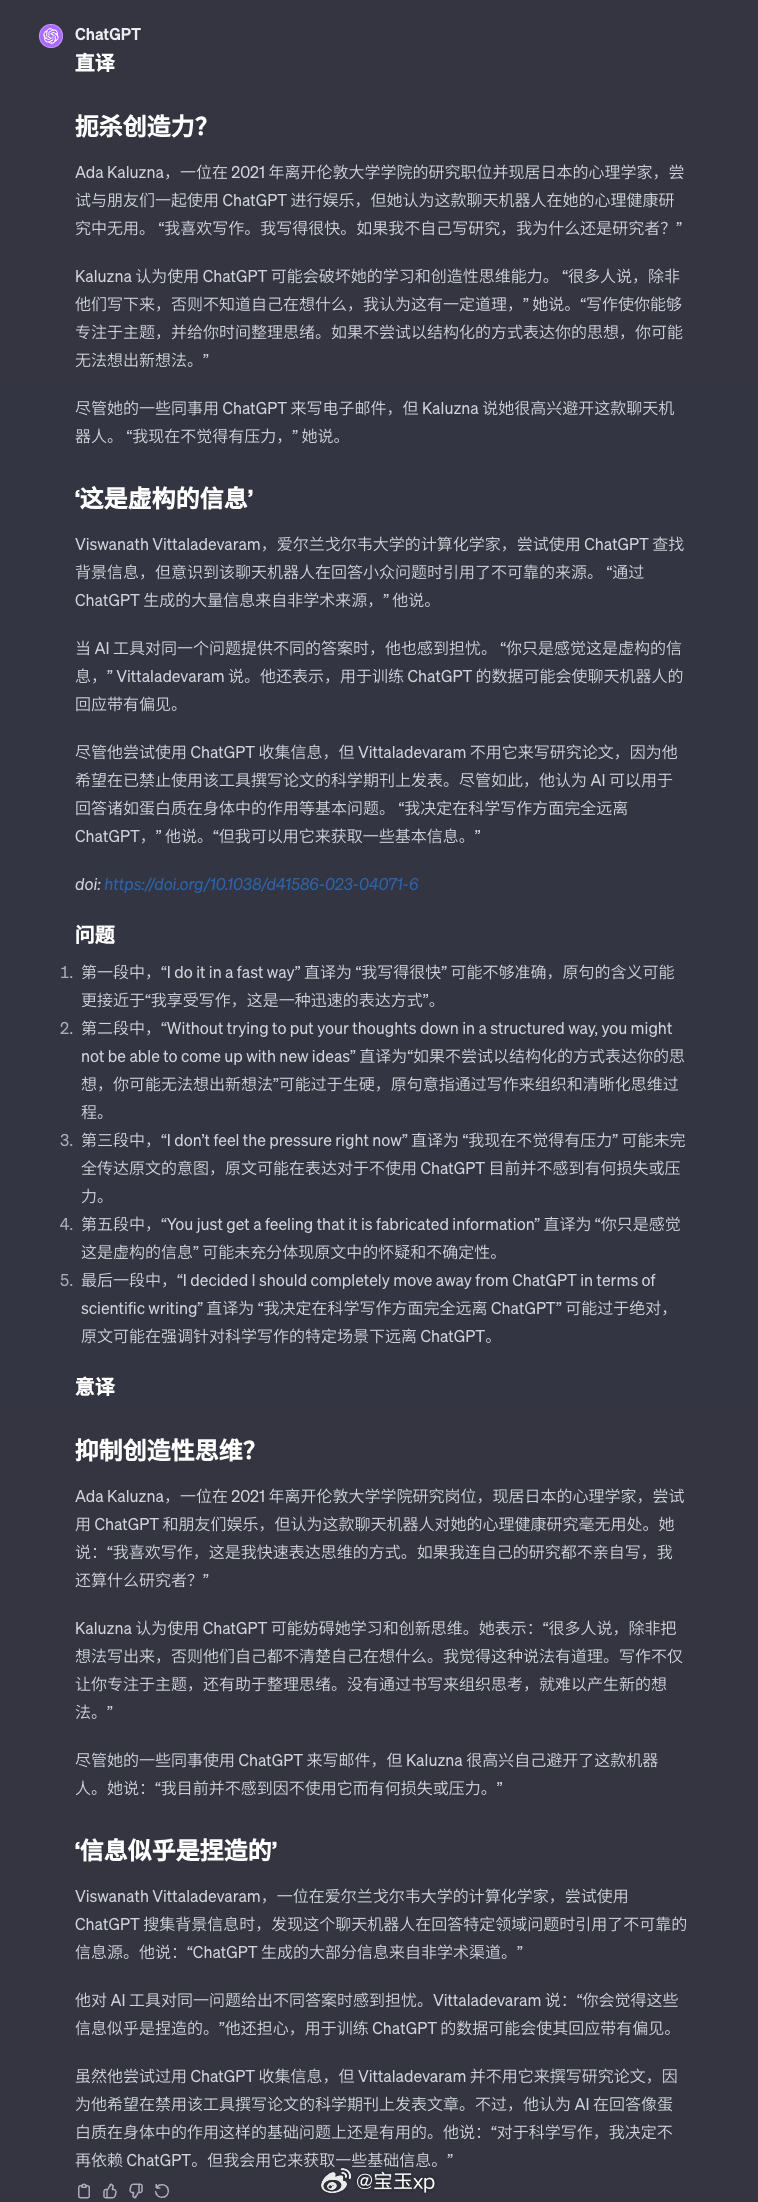 ChatGPT
直译
扼杀创造力？
Ada Kaluzna，一位在 2021 年离开伦敦大学学院的研究职位并现居日本的心理学家，尝
试与朋友们一起使用 ChatGPT 进行娱乐，但她认为这款聊天机器人在她的心理健康研
究中无用。 “我喜欢写作。我写得很快。如果我不自己写研究，我为什么还是研究者？”
Kaluzna 认为使用 ChatGPT 可能会破坏她的学习和创造性思维能力。 “很多人说，除非
他们写下来，否则不知道自己在想什么，我认为这有一定道理，” 她说。“写作使你能够
专注于主题，并给你时间整理思绪。如果不尝试以结构化的方式表达你的思想，你可能
无法想出新想法。”
尽管她的一些同事用 ChatGPT 来写电子邮件，但 Kaluzna 说她很高兴避开这款聊天机
器人。 “我现在不觉得有压力，” 她说。
‘这是虚构的信息’
Viswanath Vittaladevaram，爱尔兰戈尔韦大学的计算化学家，尝试使用 ChatGPT 查找
背景信息，但意识到该聊天机器人在回答小众问题时引用了不可靠的来源。 “通过
ChatGPT 生成的大量信息来自非学术来源，” 他说。
当 AI 工具对同一个问题提供不同的答案时，他也感到担忧。 “你只是感觉这是虚构的信
息，” Vittaladevaram 说。他还表示，用于训练 ChatGPT 的数据可能会使聊天机器人的
回应带有偏见。
尽管他尝试使用 ChatGPT 收集信息，但 Vittaladevaram 不用它来写研究论文，因为他
希望在已禁止使用该工具撰写论文的科学期刊上发表。尽管如此，他认为 AI 可以用于
回答诸如蛋白质在身体中的作用等基本问题。 “我决定在科学写作方面完全远离
ChatGPT，” 他说。“但我可以用它来获取一些基本信息。”
doi: https://doi.org/10.1038/d41586-023-04071-6
问题
1. 第一段中，“I do it in a fast way” 直译为 “我写得很快” 可能不够准确，原句的含义可能
更接近于“我享受写作，这是一种迅速的表达方式”。
2. 第二段中，“Without trying to put your thoughts down in a structured way, you might
not be able to come up with new ideas” 直译为“如果不尝试以结构化的方式表达你的思
想，你可能无法想出新想法”可能过于生硬，原句意指通过写作来组织和清晰化思维过
程。
3. 第三段中，“I don’t feel the pressure right now” 直译为 “我现在不觉得有压力” 可能未完
全传达原文的意图，原文可能在表达对于不使用 ChatGPT 目前并不感到有何损失或压
力。
4. 第五段中，“You just get a feeling that it is fabricated information” 直译为 “你只是感觉
这是虚构的信息” 可能未充分体现原文中的怀疑和不确定性。
5. 最后一段中，“I decided I should completely move away from ChatGPT in terms of
scientific writing” 直译为 “我决定在科学写作方面完全远离 ChatGPT” 可能过于绝对，
原文可能在强调针对科学写作的特定场景下远离 ChatGPT。
意译
抑制创造性思维？
Ada Kaluzna，一位在 2021 年离开伦敦大学学院研究岗位，现居日本的心理学家，尝试
用 ChatGPT 和朋友们娱乐，但认为这款聊天机器人对她的心理健康研究毫无用处。她
说：“我喜欢写作，这是我快速表达思维的方式。如果我连自己的研究都不亲自写，我
还算什么研究者？”
Kaluzna 认为使用 ChatGPT 可能妨碍她学习和创新思维。她表示：“很多人说，除非把
想法写出来，否则他们自己都不清楚自己在想什么。我觉得这种说法有道理。写作不仅
让你专注于主题，还有助于整理思绪。没有通过书写来组织思考，就难以产生新的想
法。”
尽管她的一些同事使用 ChatGPT 来写邮件，但 Kaluzna 很高兴自己避开了这款机器
人。她说：“我目前并不感到因不使用它而有何损失或压力。”
‘信息似乎是捏造的’
Viswanath Vittaladevaram，一位在爱尔兰戈尔韦大学的计算化学家，尝试使用
ChatGPT 搜集背景信息时，发现这个聊天机器人在回答特定领域问题时引用了不可靠的
信息源。他说：“ChatGPT 生成的大部分信息来自非学术渠道。”
他对 AI 工具对同一问题给出不同答案时感到担忧。Vittaladevaram 说：“你会觉得这些
信息似乎是捏造的。”他还担心，用于训练 ChatGPT 的数据可能会使其回应带有偏见。
虽然他尝试过用 ChatGPT 收集信息，但 Vittaladevaram 并不用它来撰写研究论文，因
为他希望在禁用该工具撰写论文的科学期刊上发表文章。不过，他认为 AI 在回答像蛋
白质在身体中的作用这样的基础问题上还是有用的。他说：“对于科学写作，我决定不
再依赖 ChatGPT。但我会用它来获取一些基础信息。”
@宝玉xp